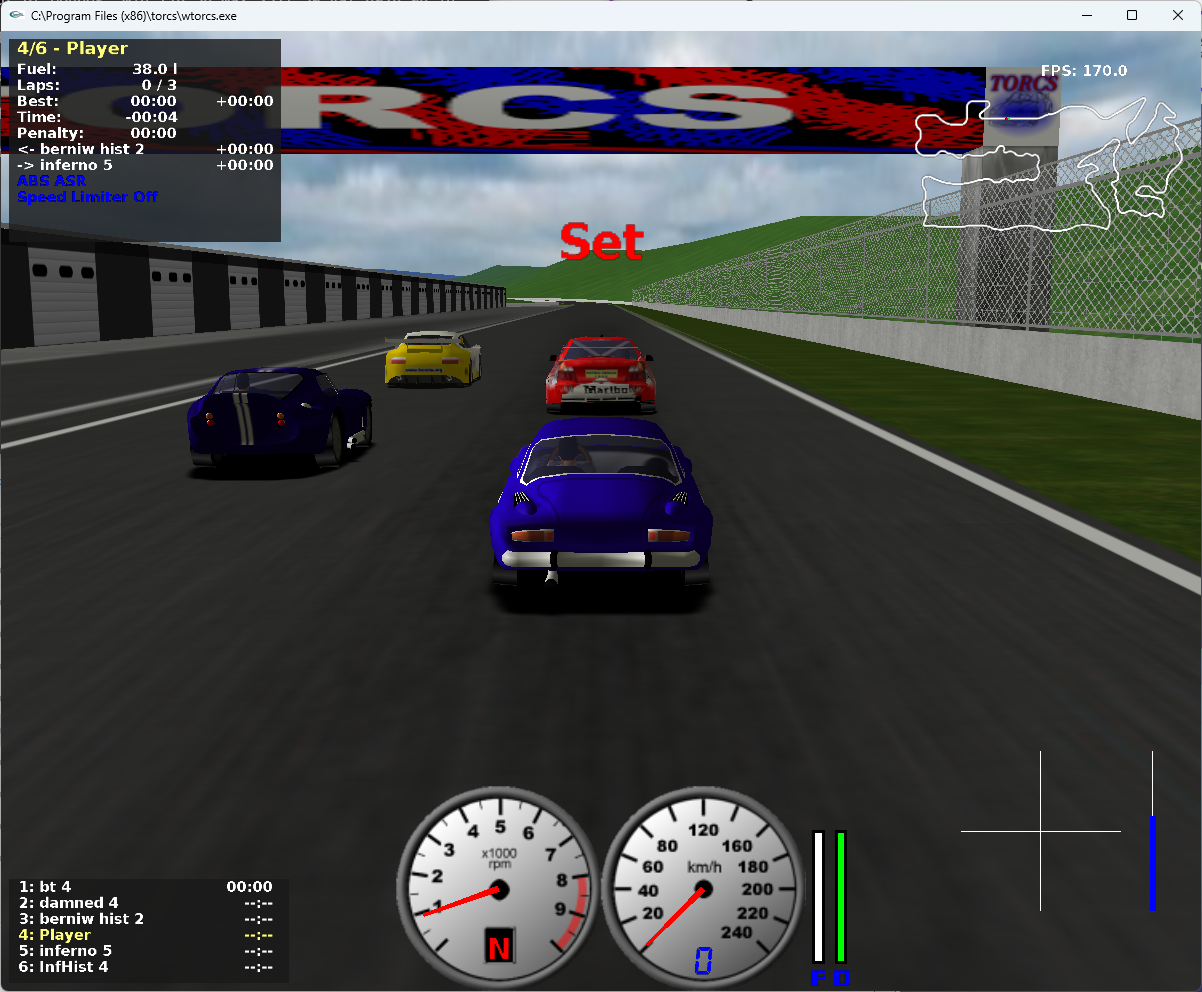 C:\Program Files (x86)\torcs\wtorcs.exe
4/6 - Player
Fuel: 38.0 l
Laps: 0 / 3
Best: 00:00 +00:00
Time: -00:04
Penalty: 00:00
<- berniw hist 2 +00:00
-> inferno 5 +00:00
ABS ASR
Speed Limiter Off
FPS: 170.0
TORCS
ORCS
Set
Marlbo
1: bt 4 00:00
2: damned 4 --:--
3: berniw hist 2 --:--
4: Player --:--
5: inferno 5 --:--
6: InfHist 4 --:--
1 2 3 4 5 6 7 8 9
x1000
rpm
N
20 40 60 80 120 160 180 200 220 240
km/h
0
F D